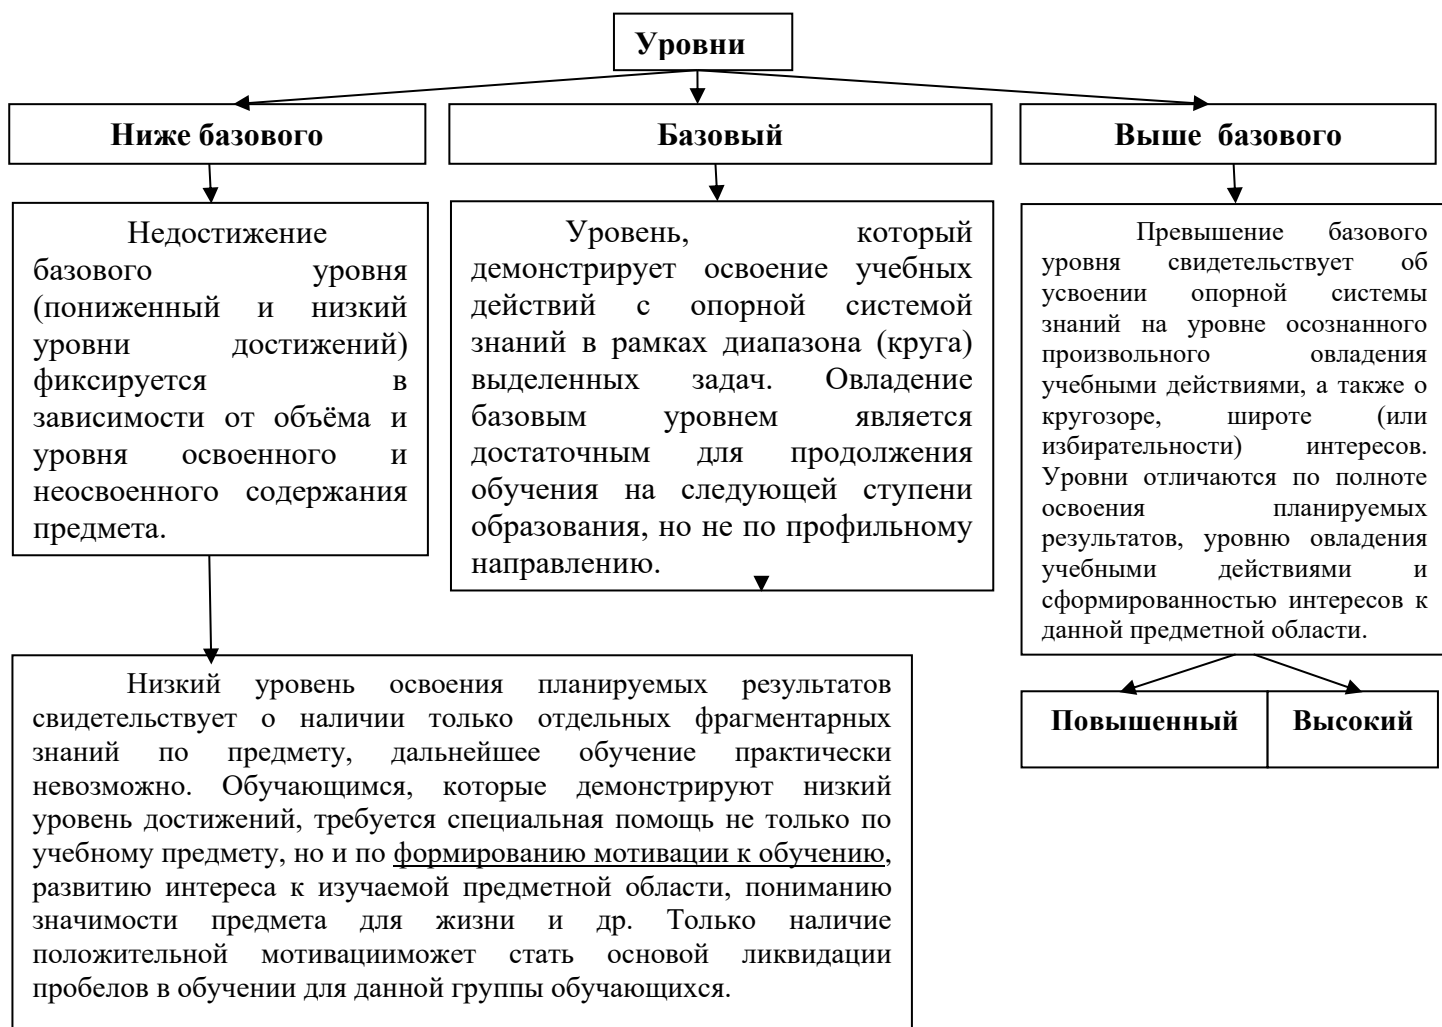 Уровни
Ниже базового
Базовый
Выше базового
Недостижение
базового уровня
(пониженный и низкий
уровни достижений)
фиксируется в
зависимости от объёма и
уровня освоенного и
неосвоенного содержания
предмета.
Уровень, который
демонстрирует освоение учебных
действий с опорной системой
знаний в рамках диапазона (круга)
выделенных задач. Овладение
базовым уровнем является
достаточным для продолжения
обучения на следующей ступени
образования, но не по профильному
направлению.
Превышение базового
уровня свидетельствует об
усвоении опорной системы
знаний на уровне осознанного
произвольного овладения
учебными действиями, а также о
кругозоре, широте (или
избирательности) интересов.
Уровни отличаются по полноте
освоения планируемых
результатов, уровню овладения
учебными действиями и
сформированностью интересов к
данной предметной области.
Низкий уровень освоения планируемых результатов
свидетельствует о наличии только отдельных фрагментарных
знаний по предмету, дальнейшее обучение практически
невозможно. Обучающимся, которые демонстрируют низкий
уровень достижений, требуется специальная помощь не только по
учебному предмету, но и по формированию мотивации к обучению,
развитию интереса к изучаемой предметной области, пониманию
значимости предмета для жизни и др. Только наличие
положительной мотивацииможет стать основой ликвидации
пробелов в обучении для данной группы обучающихся.
Повышенный
Высокий